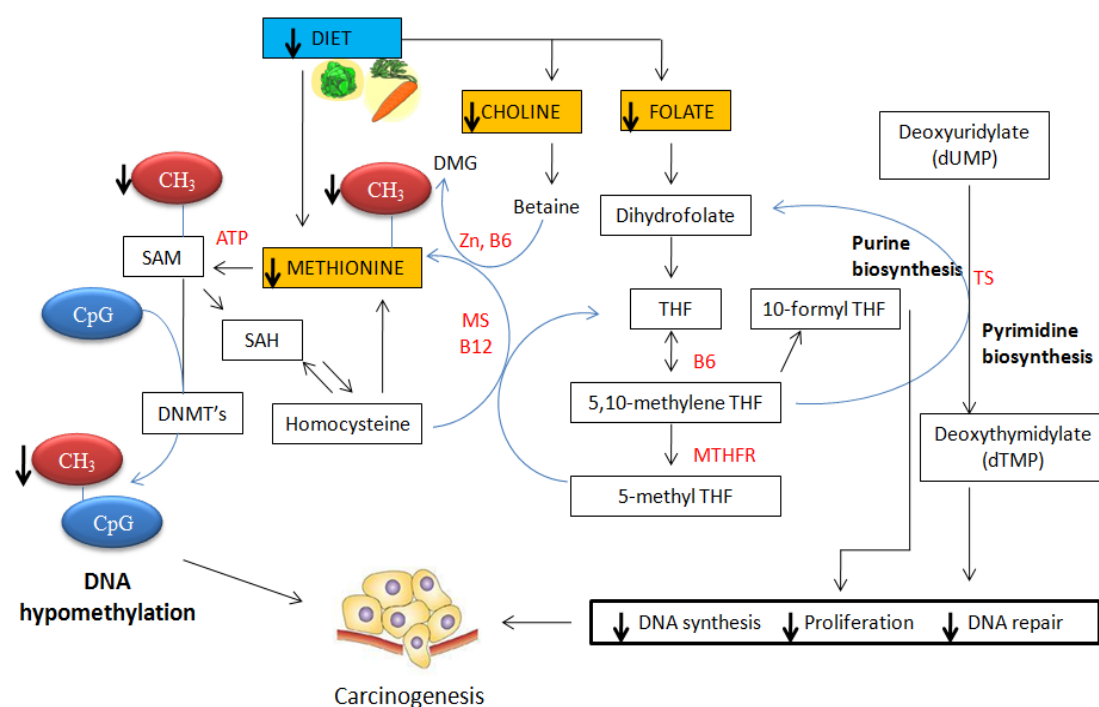 DIET
CHOLINE
FOLATE
Deoxyuridylate
(dUMP)
CH3
CH3
DMG
Betaine
Dihydrofolate
ATP
Zn, B6
Purine
biosynthesis
SAM
METHIONINE
TS
CpG
THF
10-formyl THF
MS
B12
SAH
Pyrimidine
biosynthesis
B6
DNMT's
Homocysteine
5,10-methylene THF
Deoxythymidylate
(dTMP)
CH3
MTHFR
5-methyl THF
CpG
DNA
hypomethylation
DNA synthesis
Proliferation
DNA repair
Carcinogenesis